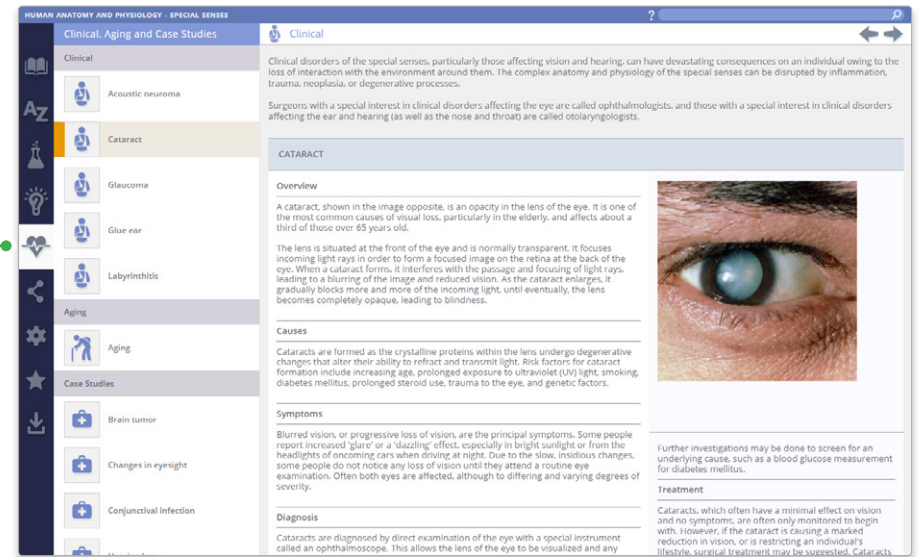 HUMAN ANATOMY AND PHYSIOLOGY - SPECIAL SENSES
?
Clinical, Aging and Case Studies
Clinical
Acoustic neuroma
Cataract
Glaucoma
Glue ear
Labyrinthitis
Aging
Aging
Case Studies
Brain tumor
Changes in eyesight
Conjunctival infection
AZ
Clinical
Clinical disorders of the special senses, particularly those affecting vision and hearing, can have devastating consequences on an individual owing to the
loss of interaction with the environment around them. The complex anatomy and physiology of the special senses can be disrupted by inflammation,
trauma, neoplasia, or degenerative processes.
Surgeons with a special interest in clinical disorders affecting the eye are called ophthalmologists, and those with a special interest in clinical disorders
affecting the ear and hearing (as well as the nose and throat) are called otolaryngologists.
CATARACT
Overview
A cataract, shown in the image opposite, is an opacity in the lens of the eye. It is one of
the most common causes of visual loss, particularly in the elderly, and affects about a
third of those over 65 years old.
The lens is situated at the front of the eye and is normally transparent. It focuses
incoming light rays in order to form a focused image on the retina at the back of the
eye. When a cataract forms, it interferes with the passage and focusing of light rays,
leading to a blurring of the image and reduced vision. As the cataract enlarges, it
gradually blocks more and more of the incoming light, until eventually, the lens
becomes completely opaque, leading to blindness.
Causes
Cataracts are formed as the crystalline proteins within the lens undergo degenerative
changes that alter their ability to refract and transmit light. Risk factors for cataract
formation include increasing age, prolonged exposure to ultraviolet (UV) light, smoking,
diabetes mellitus, prolonged steroid use, trauma to the eye, and genetic factors.
Symptoms
Blurred vision, or progressive loss of vision, are the principal symptoms. Some people
report increased 'glare' or a 'dazzling' effect, especially in bright sunlight or from the
headlights of oncoming cars when driving at night. Due to the slow, insidious changes,
some people do not notice any loss of vision until they attend a routine eye
examination. Often both eyes are affected, although to differing and varying degrees of
severity.
Diagnosis
Cataracts are diagnosed by direct examination of the eye with a special instrument
called an ophthalmoscope. This allows the lens of the eye to be visualized and any
Further investigations may be done to screen for an
underlying cause, such as a blood glucose measurement
for diabetes mellitus.
Treatment
Cataracts, which often have a minimal effect on vision
and no symptoms, are often only monitored to begin
with. However, if the cataract is causing a marked
reduction in vision, or is restricting an individual's
lifestyle, surgical treatment may be suggested. Cataracts